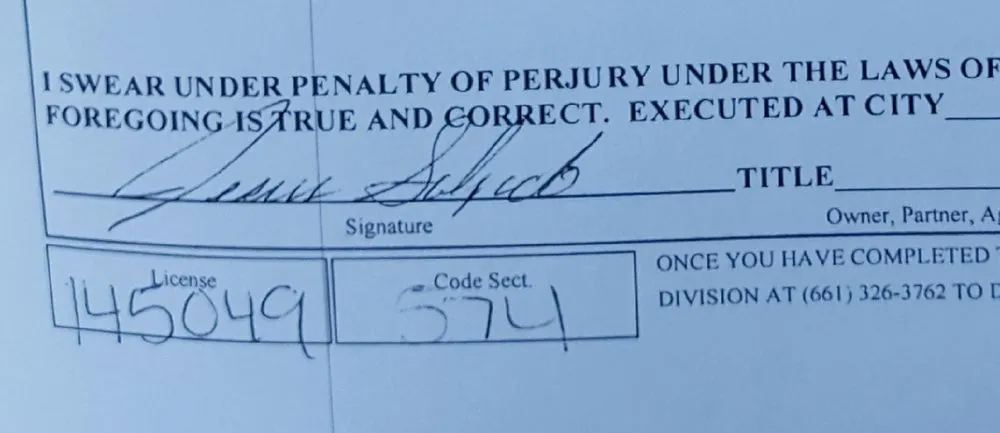 I SWEAR UNDER PENALTY OF PERJURY UNDER THE LAWS OF
FOREGOING IS TRUE AND CORRECT. EXECUTED AT CITY
TITLE
Signature
Owner, Partner,
License
Code Sect.
ONCE YOU HAVE COMPLETED
145049
574
DIVISION AT (661) 326-3762 TO